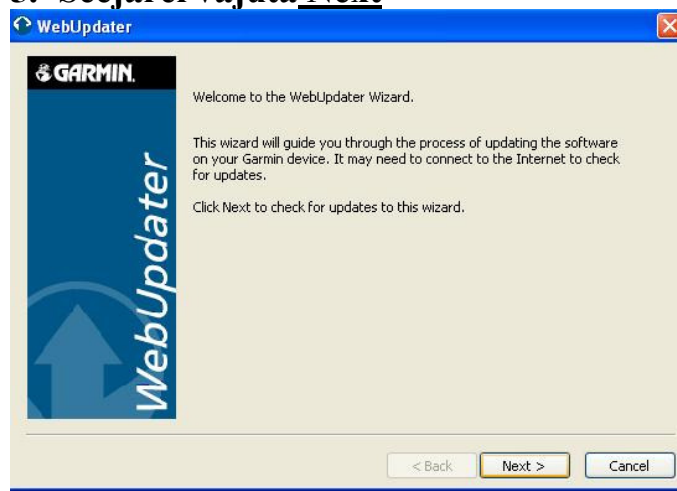 vajuta Next
WebUpdater
GARMIN.
WebUpdater
Welcome to the WebUpdater Wizard.
This wizard will guide you through the process of updating the software
on your Garmin device. It may need to connect to the Internet to check
for updates.
Click Next to check for updates to this wizard.
< Back Next > Cancel